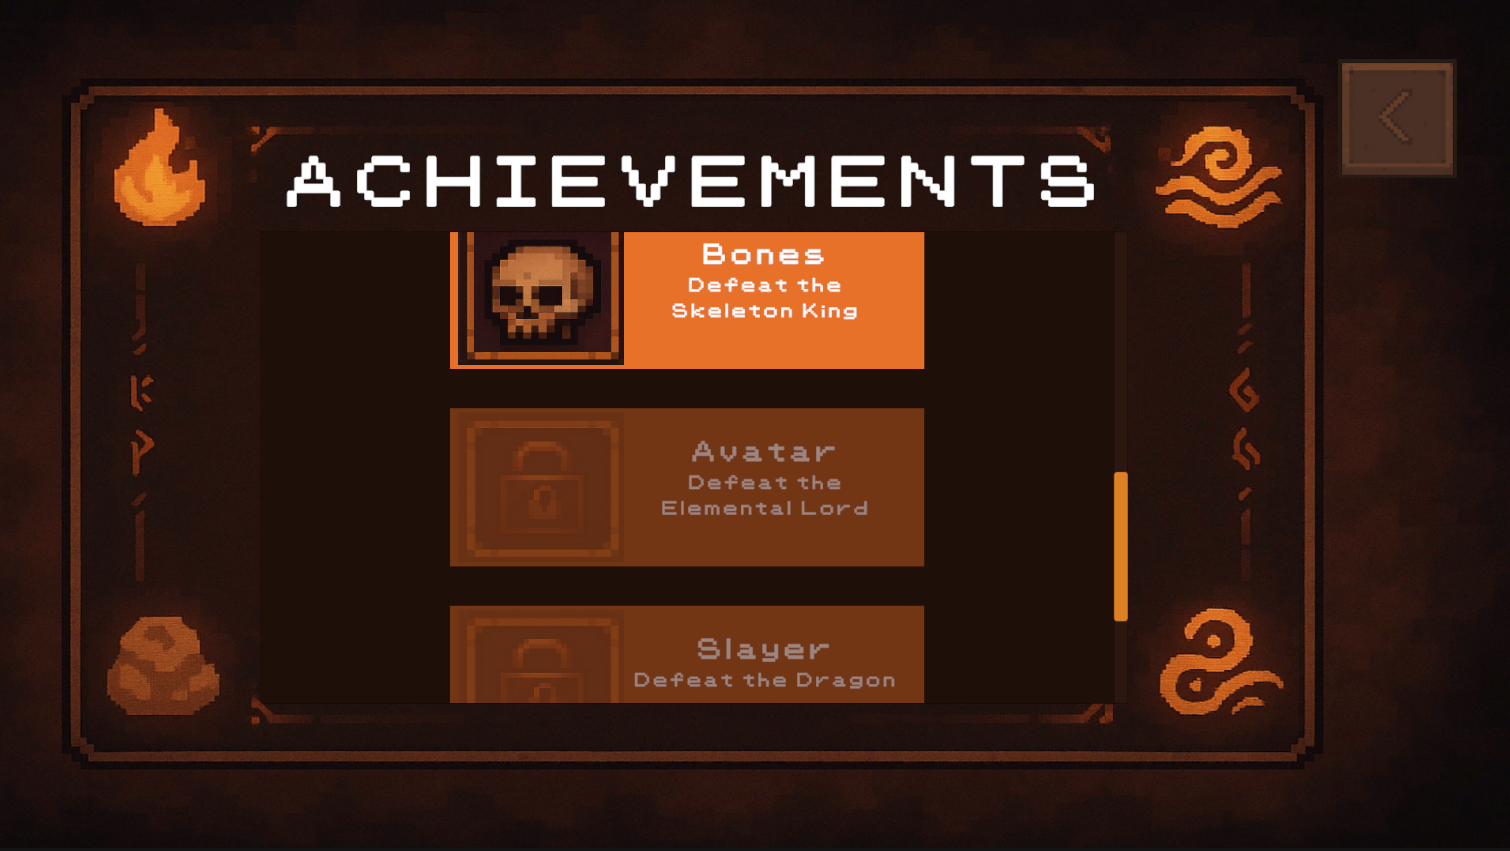 ACHIEVEMENTS
Bones
Defeat the
Skeleton King
Avatar
Defeat the
Elemental Lord
Slayer
Defeat the Dragon